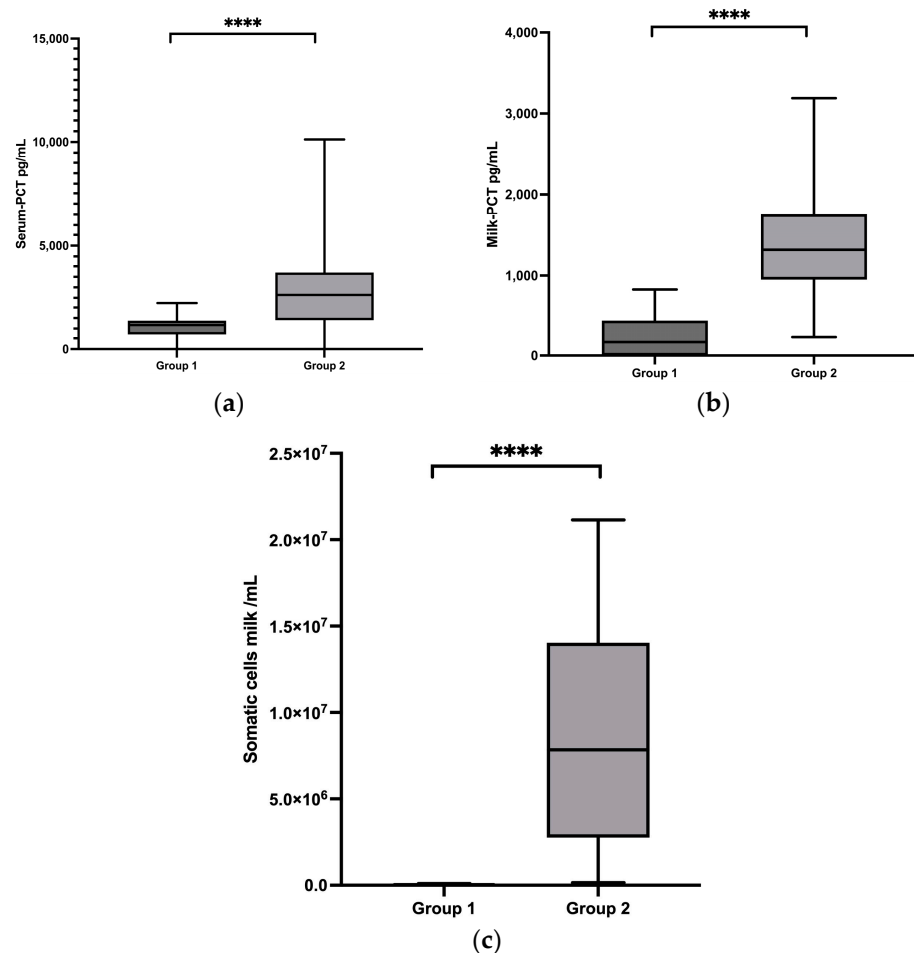 ****
15,000
10,000
5,000
0
Serum-PCT pg/mL
Group 1 Group 2
(a)
****
4,000
3,000
2,000
1,000
0
Milk-PCT pg/mL
Group 1 Group 2
(b)
****
2.5×10⁷
2.0×10⁷
1.5×10⁷
1.0×10⁷
5.0×10⁶
0.0
Somatic cells milk /mL
Group 1 Group 2
(c)